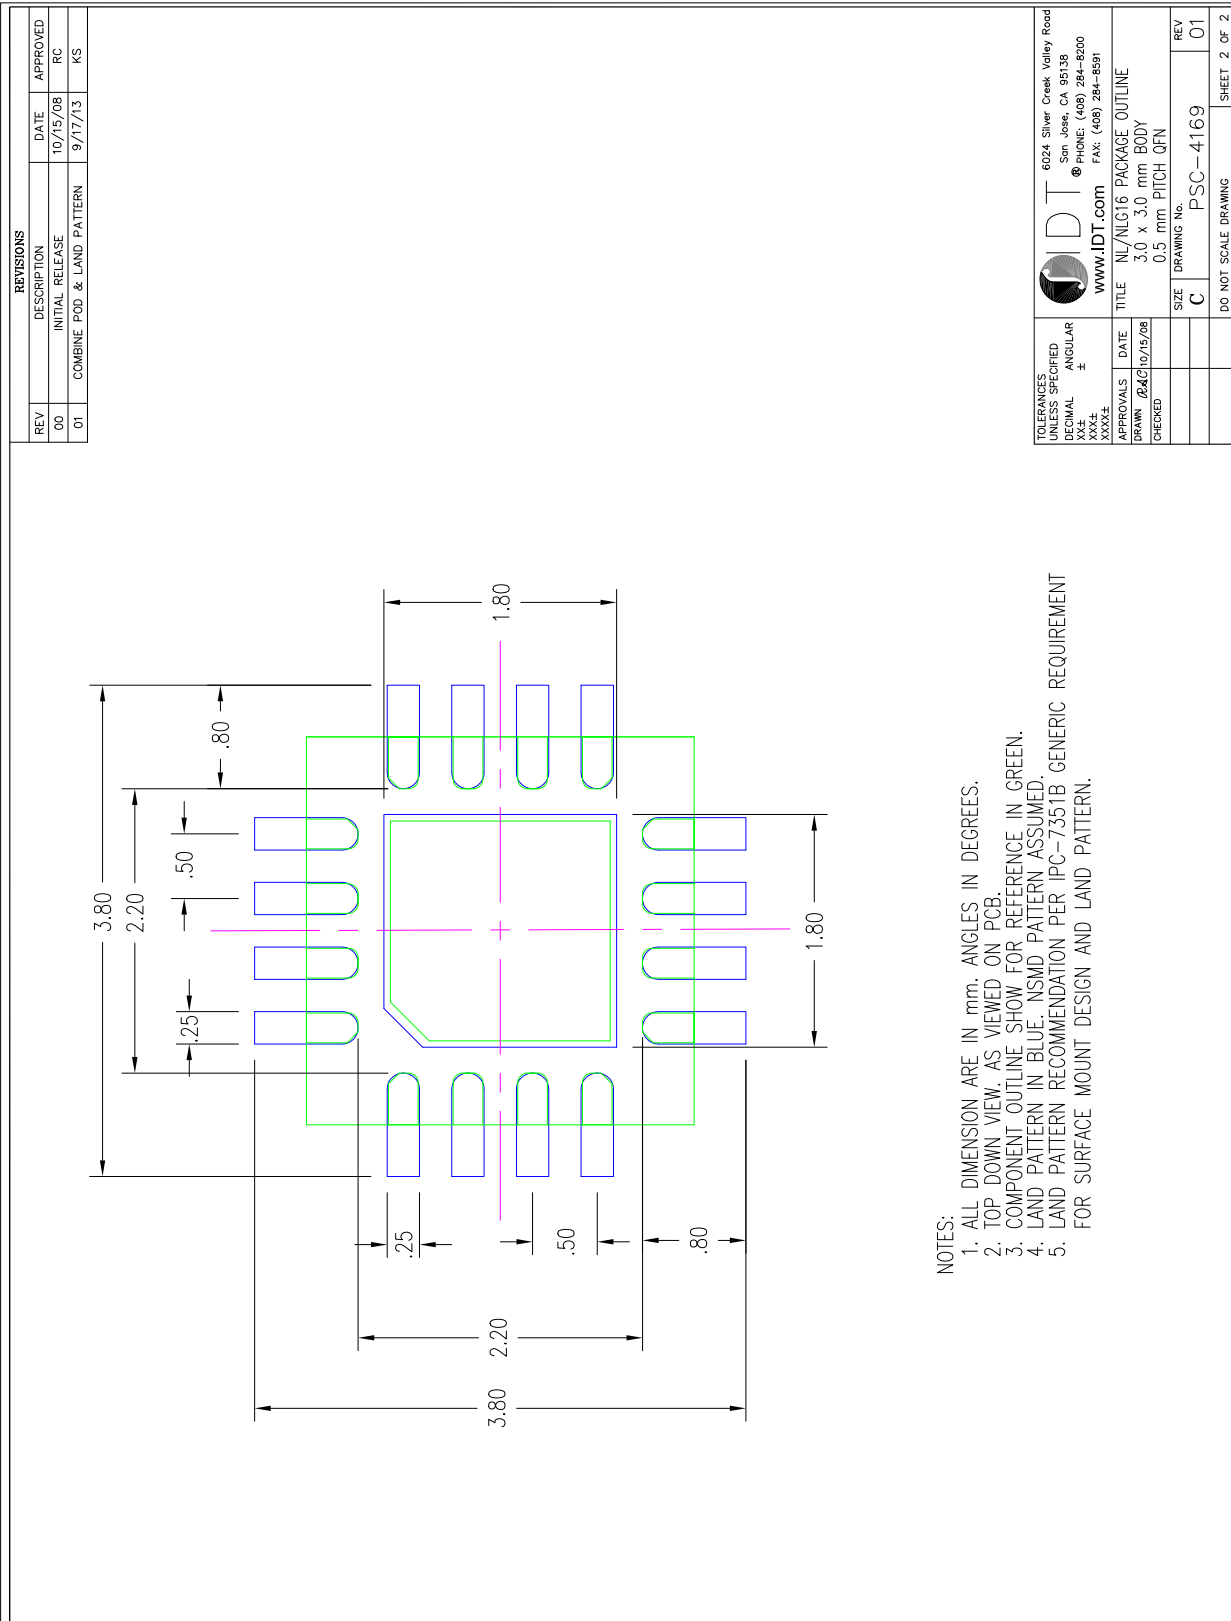 REVISIONS
REV DESCRIPTION DATE APPROVED
00 INITIAL RELEASE 10/15/08 RC
01 COMBINE POD & LAND PATTERN 9/17/13 KS
3.80
2.20
.80
.50
.25
1.80
1.80
.25
.50
.80
2.20
3.80
NOTES:
1. ALL DIMENSION ARE IN mm. ANGLES IN DEGREES.
2. TOP DOWN VIEW. AS VIEWED ON PCB.
3. COMPONENT OUTLINE SHOW FOR REFERENCE IN GREEN.
4. LAND PATTERN IN BLUE. NSMD PATTERN ASSUMED.
5. LAND PATTERN RECOMMENDATION PER IPC-7351B GENERIC REQUIREMENT
FOR SURFACE MOUNT DESIGN AND LAND PATTERN.
TOLERANCES
UNLESS SPECIFIED
DECIMAL ANGULAR
XX± ±
XXX±
XXXX±
APPROVALS DATE
DRAWN RAC 10/15/08
CHECKED
IDT ®
www.IDT.com
6024 Silver Creek Valley Road
San Jose, CA 95138
PHONE: (408) 284-8200
FAX: (408) 284-8591
TITLE NL/NLG16 PACKAGE OUTLINE
3.0 x 3.0 mm BODY
0.5 mm PITCH QFN
SIZE DRAWING No. REV
C PSC-4169 01
DO NOT SCALE DRAWING SHEET 2 OF 2